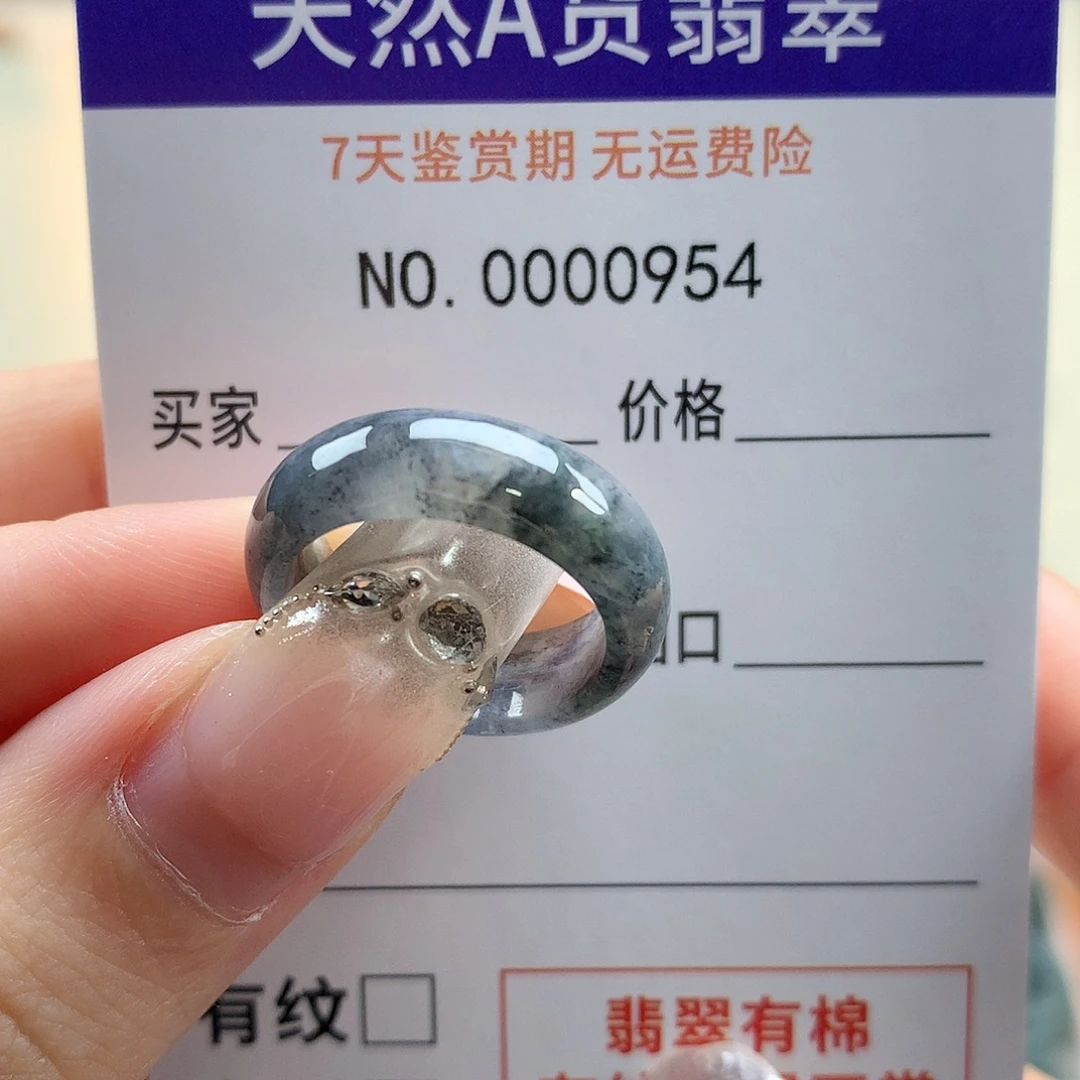 天然A货翡翠
7天鉴赏期 无运费险
NO. 0000954
买家 价格
口
有纹
翡翠有棉